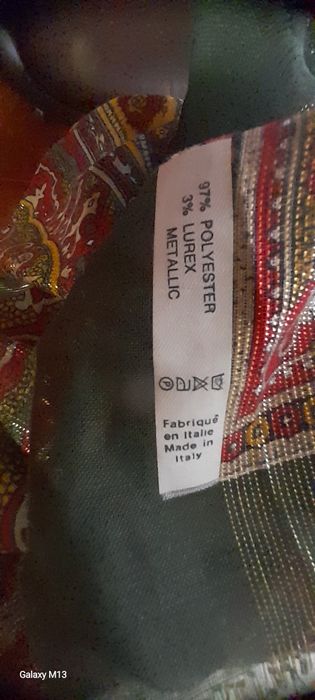 97% POLYESTER
3% LUREX
METALLIC
Fabriqué
en Italie
Made in
Italy
Galaxy M13